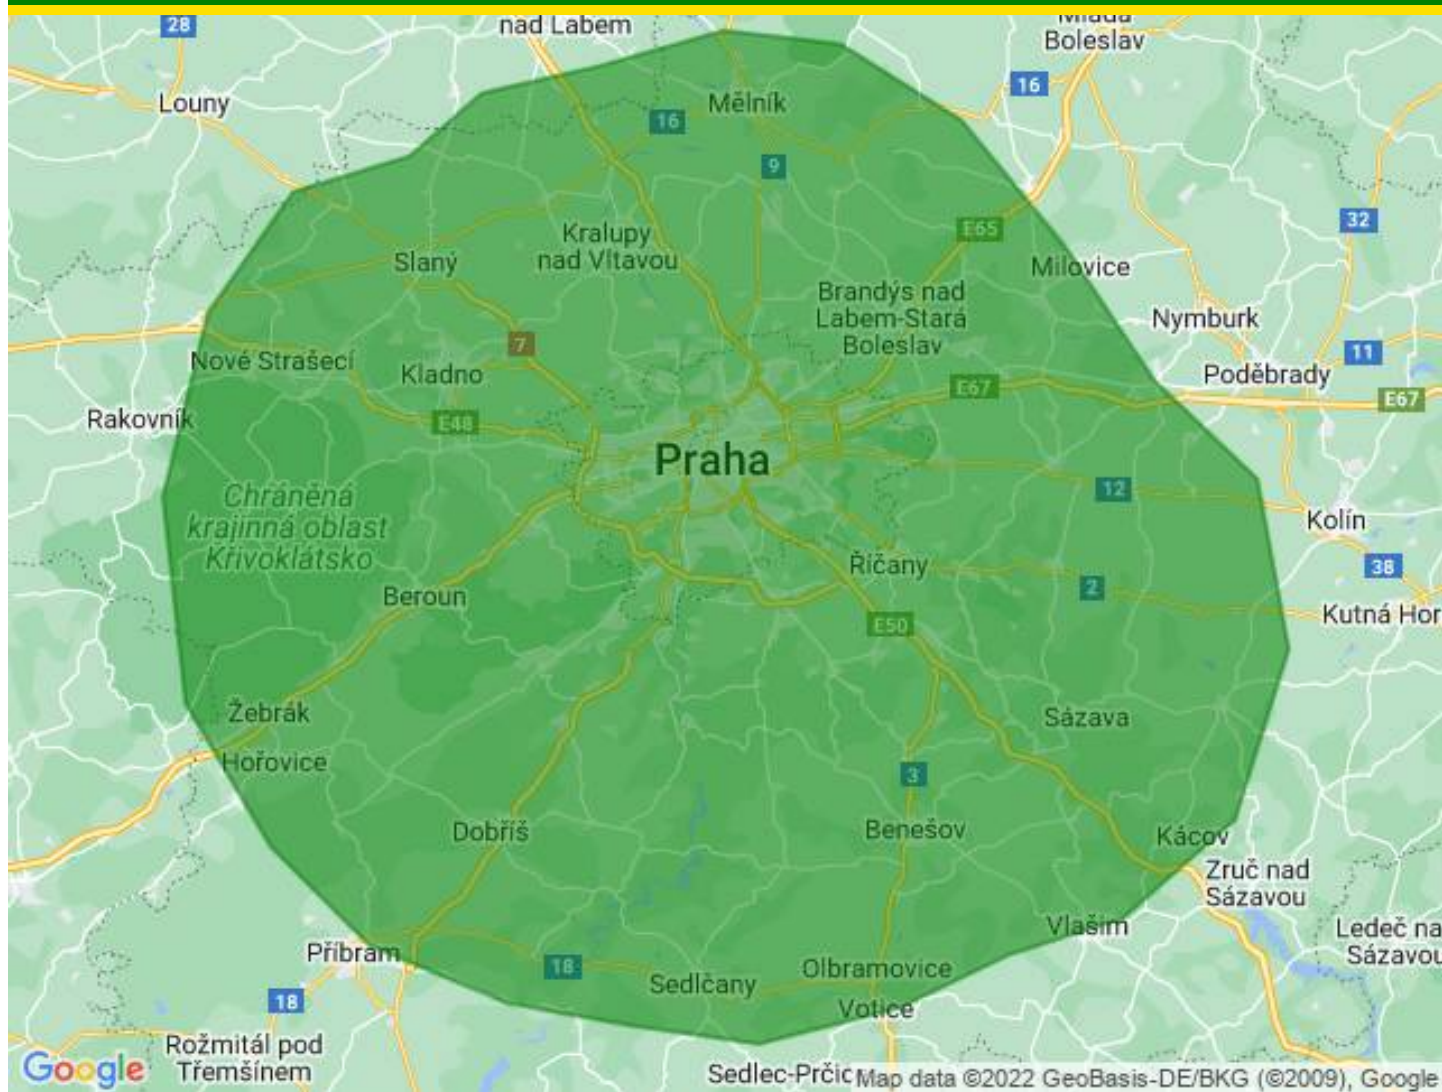 28
nad Labem
Mladá
Boleslav
16
Louny
Mělník
16
9
32
E65
Kralupy
nad Vltavou
Slaný
Milovice
Brandýs nad
Labem-Stará
Boleslav
Nymburk
7
11
Nové Strašecí
Kladno
Poděbrady
E67
E67
Rakovník
E48
Praha
Chráněná
krajinná oblast
Křivoklátsko
12
Kolín
Říčany
38
2
Beroun
Kutná Hor
E50
Žebrák
Sázava
Hořovice
3
Dobříš
Benešov
Kácov
Zruč nad
Sázavou
Vlašim
Ledeč na
Sázavou
Příbram
18
Olbramovice
Sedlčany
Votice
18
Rožmitál pod
Třemšínem
Google
Sedlec-Prčic
Map data ©2022 GeoBasis-DE/BKG (©2009), Google